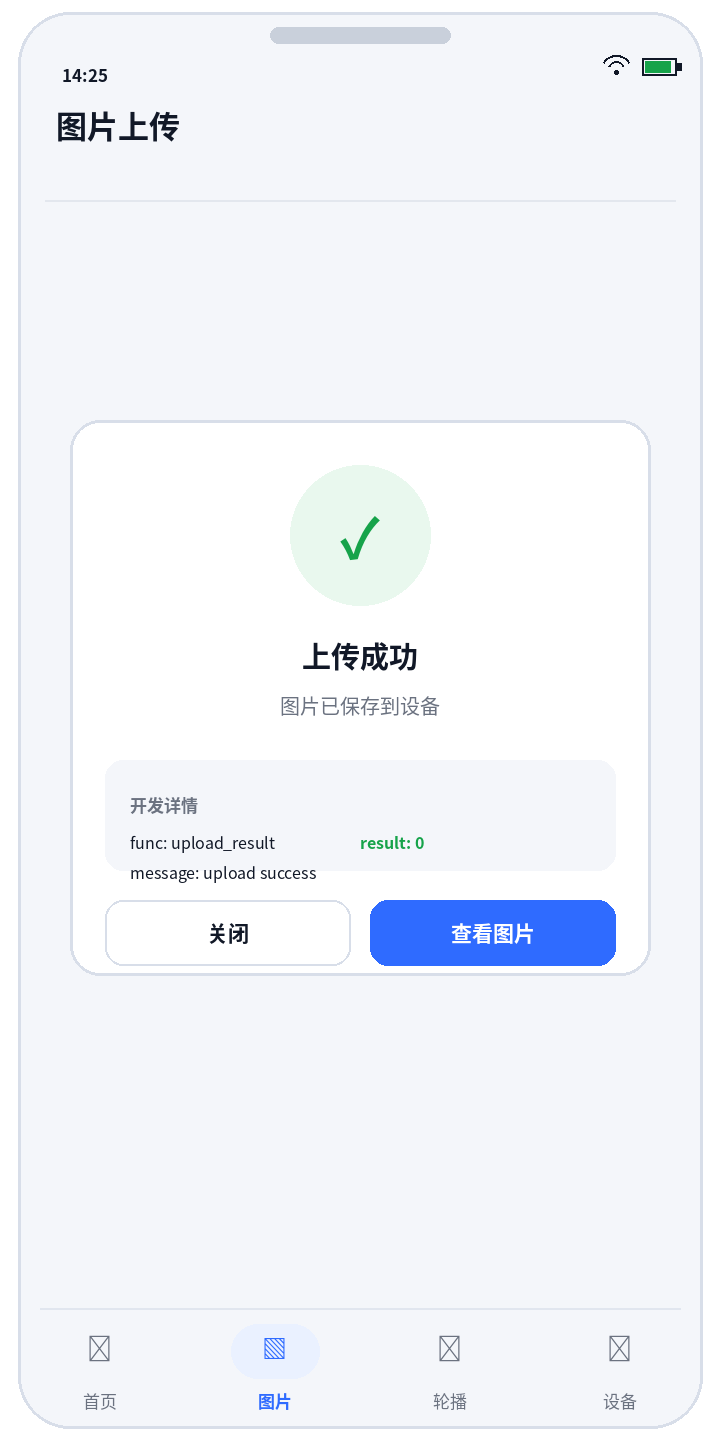 14:25
图片上传
上传成功
图片已保存到设备
开发详情
func: upload_result result: 0
message: upload success
关闭 查看图片
首页 图片 轮播 设备